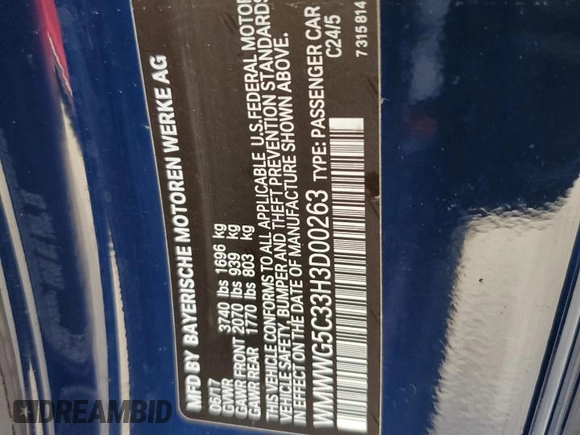 MFD BY BAYERISCHE MOTOREN WERKE AG
06/17
GVWR 3740 lbs 1696 kg
GAWR FRONT 2070 lbs 939 kg
GAWR REAR 1770 lbs 803 kg
THIS VEHICLE CONFORMS TO ALL APPLICABLE U.S.FEDERAL MOTOR
VEHICLE SAFETY, BUMPER AND THEFT PREVENTION STANDARDS
IN EFFECT ON THE DATE OF MANUFACTURE SHOWN ABOVE.
WMWWG5C33H3D00263 TYPE: PASSENGER CAR
C24/5
7315814
DREAMBID